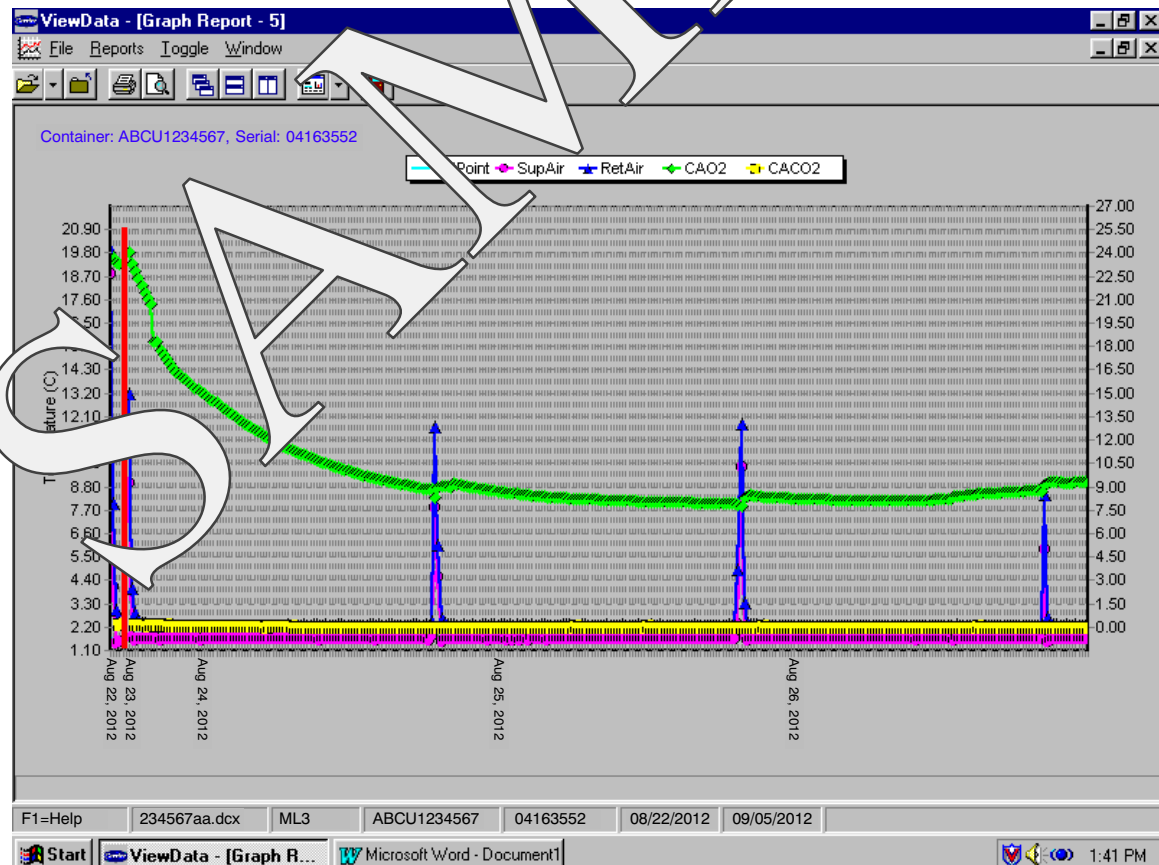 ViewData - [Graph Report - 5]
File Reports Toggle Window
Container: ABCU1234567, Serial: 04163552
Point SupAir RetAir CAO2 CACO2
20.90
19.80
18.70
17.60
14.30
13.20
12.10
8.80
7.70
6.60
5.50
4.40
3.30
2.20
1.10
27.00
25.50
24.00
22.50
21.00
19.50
18.00
16.50
15.00
13.50
12.00
10.50
9.00
7.50
6.00
4.50
3.00
1.50
0.00
Aug 22, 2012
Aug 23, 2012
Aug 24, 2012
Aug 25, 2012
Aug 26, 2012
SAM
F1=Help 234567aa.dcx ML3 ABCU1234567 04163552 08/22/2012 09/05/2012
Start ViewData - [Graph R... Microsoft Word - Document1 1:41 PM